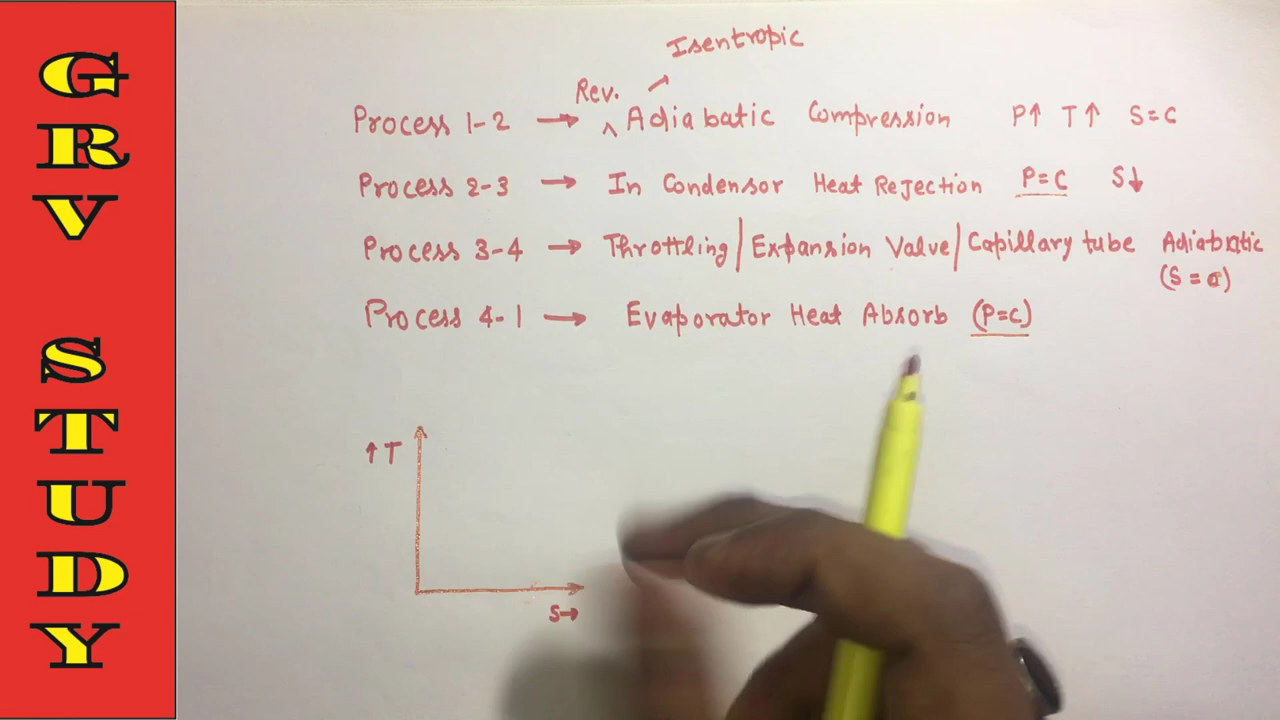 GRV STUDY
Isentropic
Rev.
Process 1-2 → ^ Adiabatic Compression P↑ T↑ S=C
Process 2-3 → In Condensor Heat Rejection P=C S↓
Process 3-4 → Throttling/Expansion Valve/Capillary tube Adiabatic
Process 4-1 → Evaporator Heat Absorb (P=C)
↑T
S→